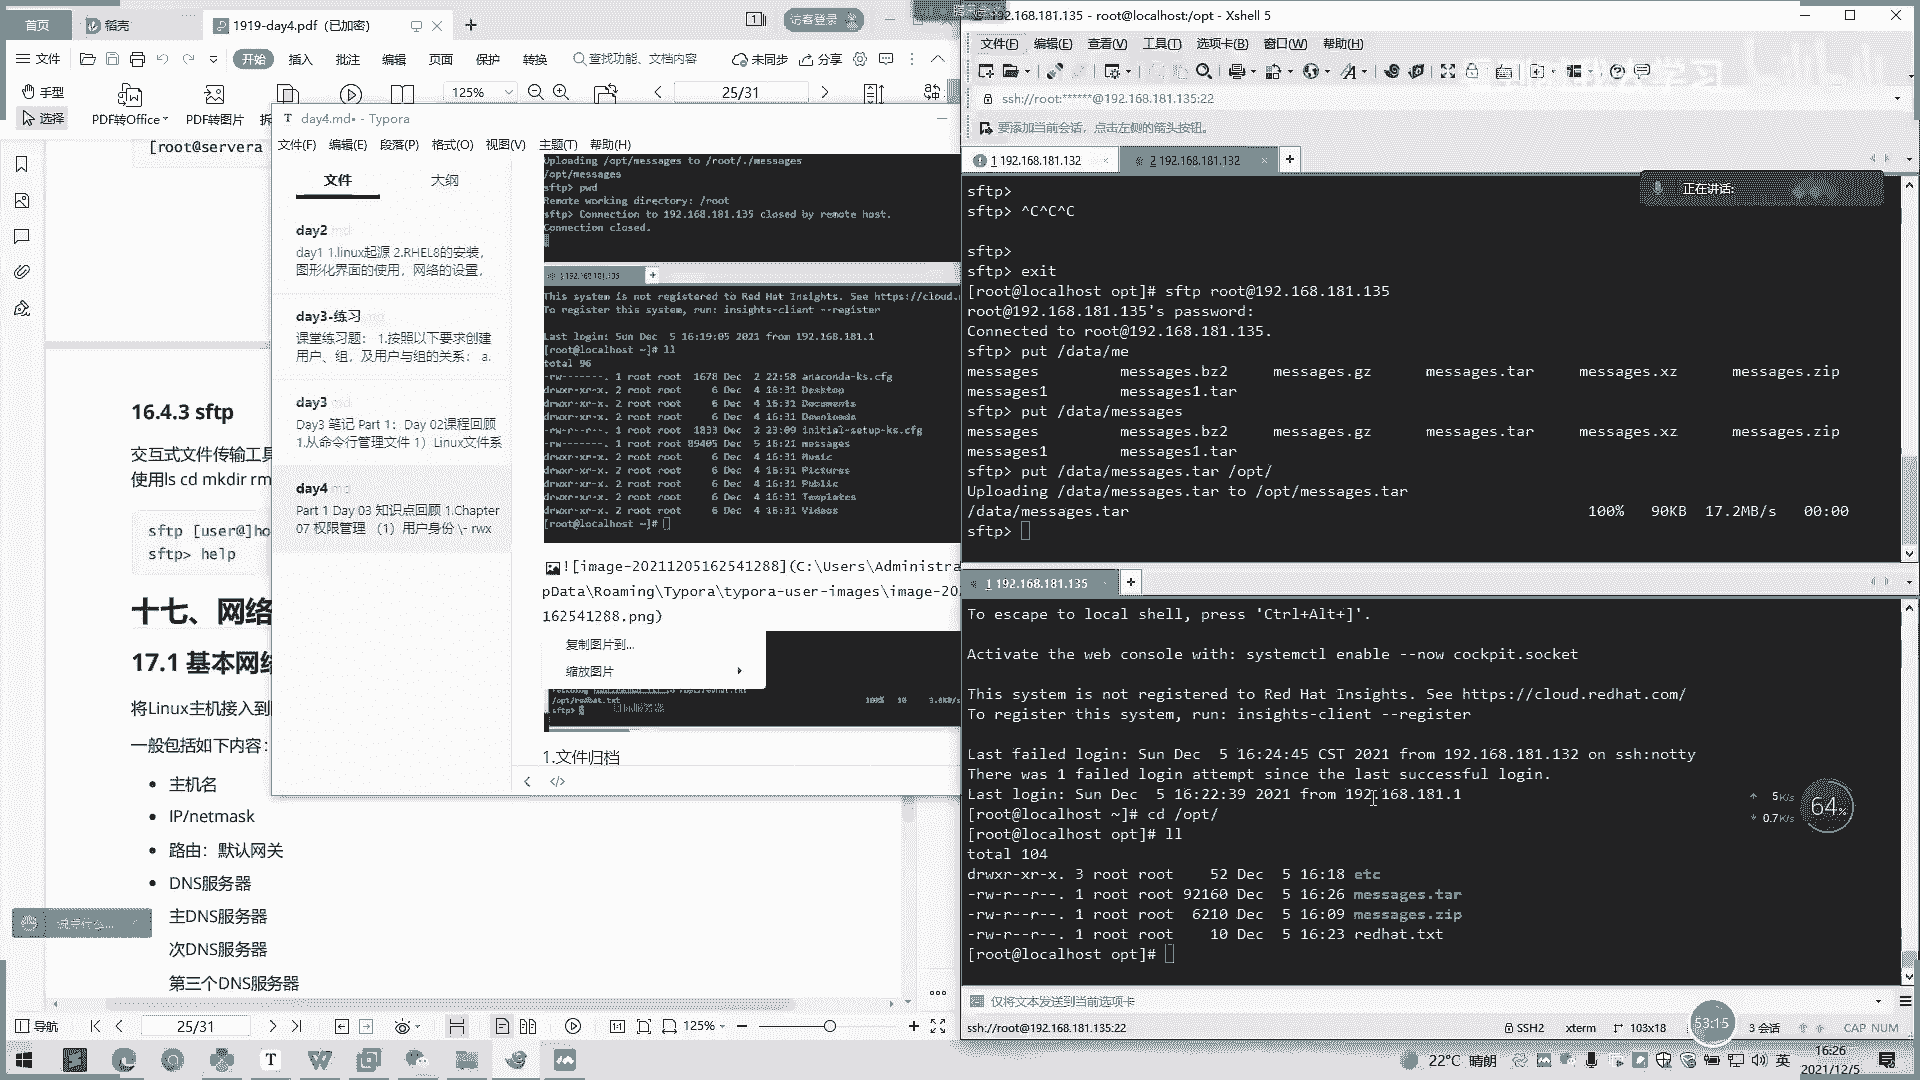 首页
稻壳
1919-day4.pdf (已加密)
访客登录
文件
开始
插入
批注
编辑
页面
保护
转换
查找功能、文档内容
未同步
分享
手型
选择
PDF转Office
PDF转图片
125%
25/31
[root@servera
16.4.3 sftp
交互式文件传输工具
使用ls cd mkdir rm
sftp [user@]ho
sftp> help
十七、网络
17.1 基本网络
将Linux主机接入到
一般包括如下内容：
主机名
IP/netmask
路由：默认网关
DNS服务器
主DNS服务器
次DNS服务器
第三个DNS服务器
导航
25/31
125%
day4.md• - Typora
文件(F) 编辑(E) 段落(P) 格式(O) 视图(V) 主题(T) 帮助(H)
文件
大纲
day2 .md
day1 1.linux起源 2.RHEL8的安装，
图形化界面的使用，网络的设置，
day3-练习
课堂练习题： 1.按照以下要求创建
用户、组，及用户与组的关系： a.
day3
Day3 笔记 Part 1：Day 02课程回顾
1.从命令行管理文件 1）Linux文件系
day4
Part 1 Day 03 知识点回顾 1.Chapter
07 权限管理 （1）用户身份 \- rwx
Uploading /opt/messages to /root/./messages
/opt/messages
sftp> pwd
Remote working directory: /root
sftp> Connection to 192.168.181.135 closed by remote host.
Connection closed.
1 192.168.181.135
This system is not registered to Red Hat Insights. See https://cloud.
To register this system, run: insights-client --register
Last login: Sun Dec  5 16:19:05 2021 from 192.168.181.1
[root@localhost ~]# ll
total 96
-rw-------. 1 root root  1678 Dec  2 22:58 anaconda-ks.cfg
drwxr-xr-x. 2 root root     6 Dec  4 16:31 Desktop
drwxr-xr-x. 2 root root     6 Dec  4 16:31 Documents
drwxr-xr-x. 2 root root     6 Dec  4 16:31 Downloads
-rw-r--r--. 1 root root  1833 Dec  2 23:09 initial-setup-ks.cfg
-rw-------. 1 root root 89405 Dec  5 16:21 messages
drwxr-xr-x. 2 root root     6 Dec  4 16:31 Music
drwxr-xr-x. 2 root root     6 Dec  4 16:31 Pictures
drwxr-xr-x. 2 root root     6 Dec  4 16:31 Public
drwxr-xr-x. 2 root root     6 Dec  4 16:31 Templates
drwxr-xr-x. 2 root root     6 Dec  4 16:31 Videos
[root@localhost ~]#
![image-20211205162541288](C:\Users\Administra
pData\Roaming\Typora\typora-user-images\image-20
162541288.png)
复制图片到...
缩放图片
/opt/redhat.txt
sftp>
1.文件归档
192.168.181.135 - root@localhost:/opt - Xshell 5
文件(F) 编辑(E) 查看(V) 工具(T) 选项卡(B) 窗口(W) 帮助(H)
ssh://root:******@192.168.181.135:22
要添加当前会话，点击左侧的箭头按钮。
1 192.168.181.132
2 192.168.181.132
正在讲话:
sftp>
sftp> ^C^C^C
sftp>
sftp> exit
[root@localhost opt]# sftp root@192.168.181.135
root@192.168.181.135's password:
Connected to root@192.168.181.135.
sftp> put /data/me
messages messages.bz2 messages.gz messages.tar messages.xz messages.zip
messages1 messages1.tar
sftp> put /data/messages
messages messages.bz2 messages.gz messages.tar messages.xz messages.zip
messages1 messages1.tar
sftp> put /data/messages.tar /opt/
Uploading /data/messages.tar to /opt/messages.tar
/data/messages.tar 100% 90KB 17.2MB/s 00:00
sftp>
1 192.168.181.135
To escape to local shell, press 'Ctrl+Alt+]'.
Activate the web console with: systemctl enable --now cockpit.socket
This system is not registered to Red Hat Insights. See https://cloud.redhat.com/
To register this system, run: insights-client --register
Last failed login: Sun Dec  5 16:24:45 CST 2021 from 192.168.181.132 on ssh:notty
There was 1 failed login attempt since the last successful login.
Last login: Sun Dec  5 16:22:39 2021 from 192.168.181.1
[root@localhost ~]# cd /opt/
[root@localhost opt]# ll
total 104
drwxr-xr-x. 3 root root    52 Dec  5 16:18 etc
-rw-r--r--. 1 root root 92160 Dec  5 16:26 messages.tar
-rw-r--r--. 1 root root  6210 Dec  5 16:09 messages.zip
-rw-r--r--. 1 root root    10 Dec  5 16:23 redhat.txt
[root@localhost opt]#
5K/s
0.7K/s
64%
仅将文本发送到当前选项卡
ssh://root@192.168.181.135:22
SSH2
xterm
103x18
53:15
3 会话
CAP NUM
22°C 晴朗
英
16:26
2021/12/5